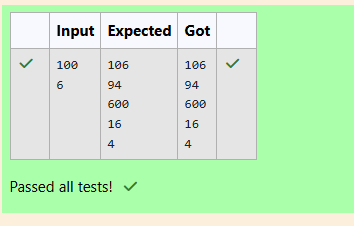 Input Expected Got
100 106 106
6 94 94
600 600
16 16
4 4
Passed all tests!